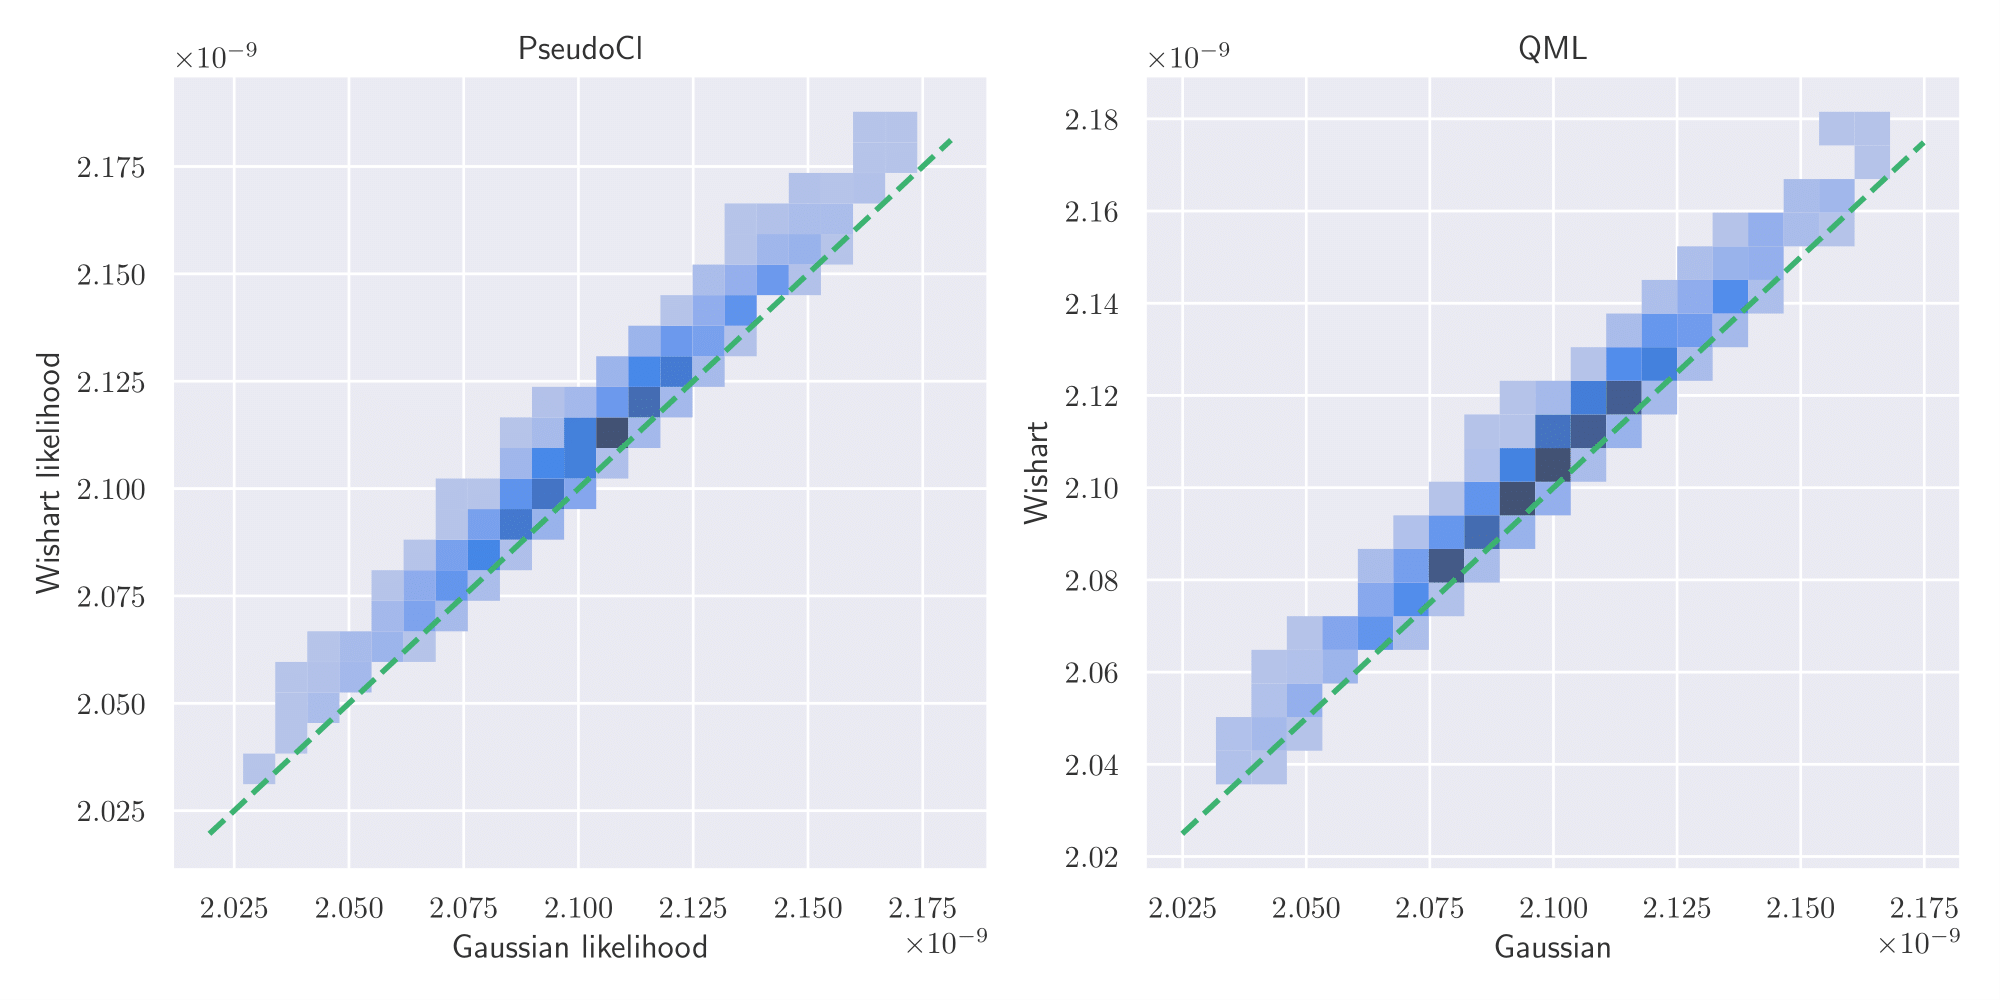 PseudoCl
×10⁻⁹
Wishart likelihood
2.175
2.150
2.125
2.100
2.075
2.050
2.025
2.025 2.050 2.075 2.100 2.125 2.150 2.175
Gaussian likelihood
×10⁻⁹
QML
×10⁻⁹
Wishart
2.18
2.16
2.14
2.12
2.10
2.08
2.06
2.04
2.02
2.025 2.050 2.075 2.100 2.125 2.150 2.175
Gaussian
×10⁻⁹